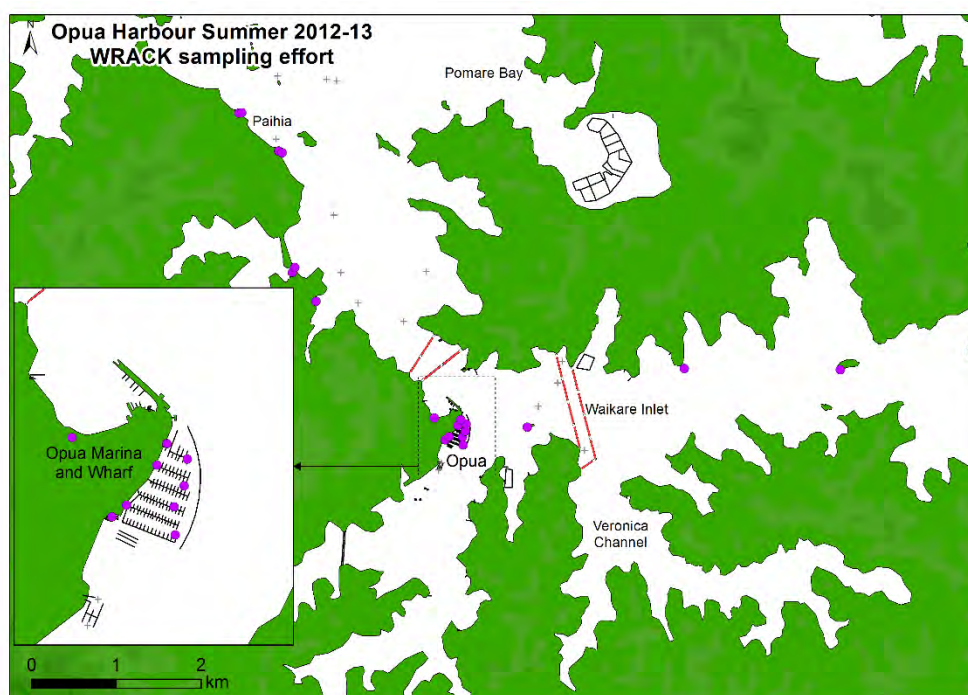 N
Opua Harbour Summer 2012-13
WRACK sampling effort
Pomare Bay
Paihia
Waikare Inlet
Opua Marina
and Wharf
Opua
Veronica
Channel
0 1 2
km